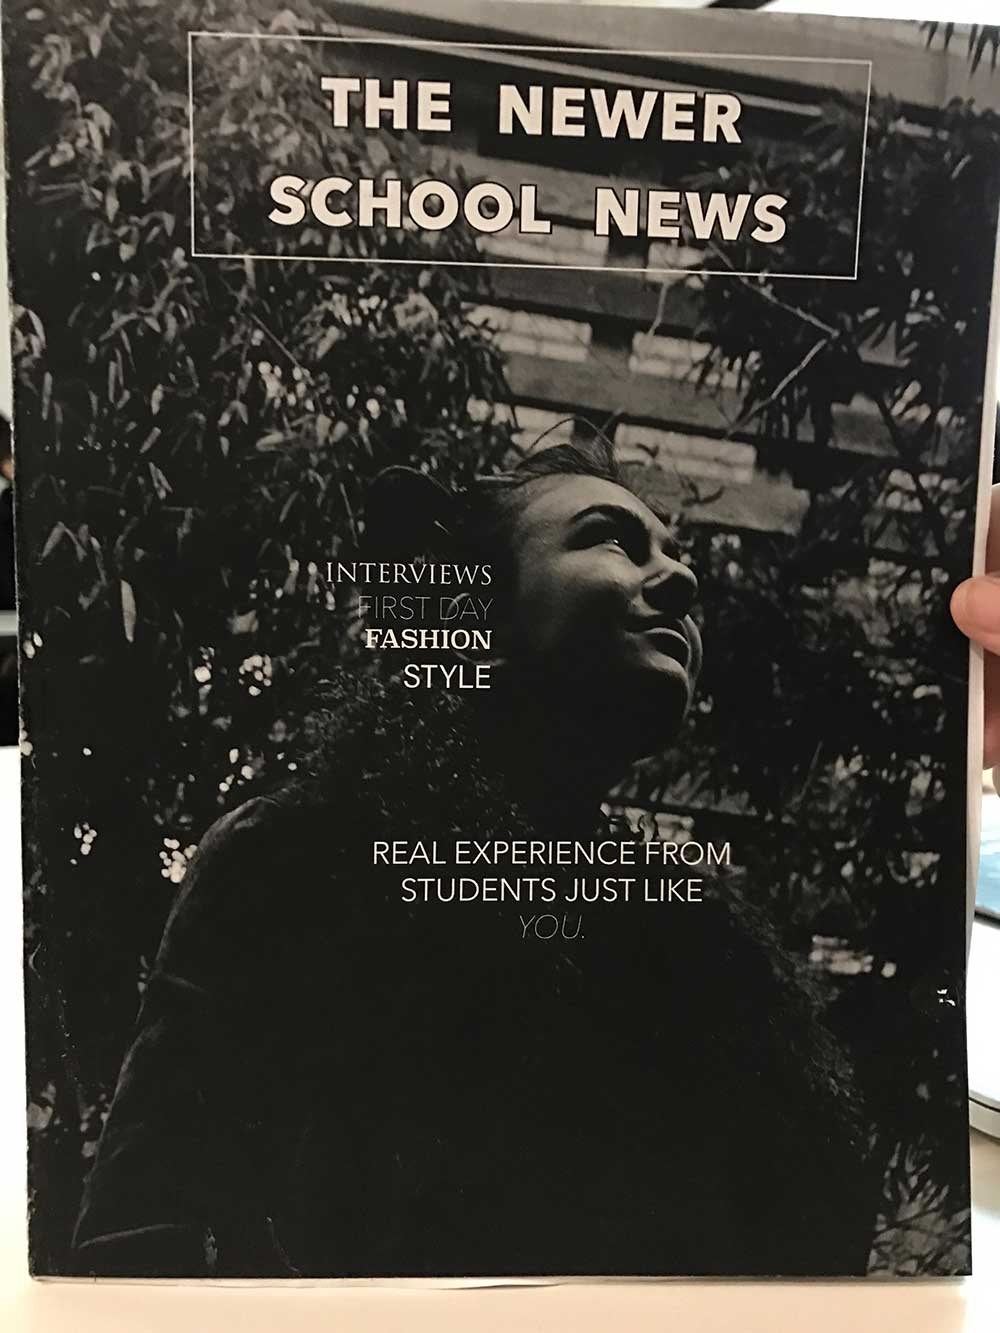 THE NEWER
SCHOOL NEWS
INTERVIEWS
FIRST DAY
FASHION
STYLE
REAL EXPERIENCE FROM
STUDENTS JUST LIKE
YOU.